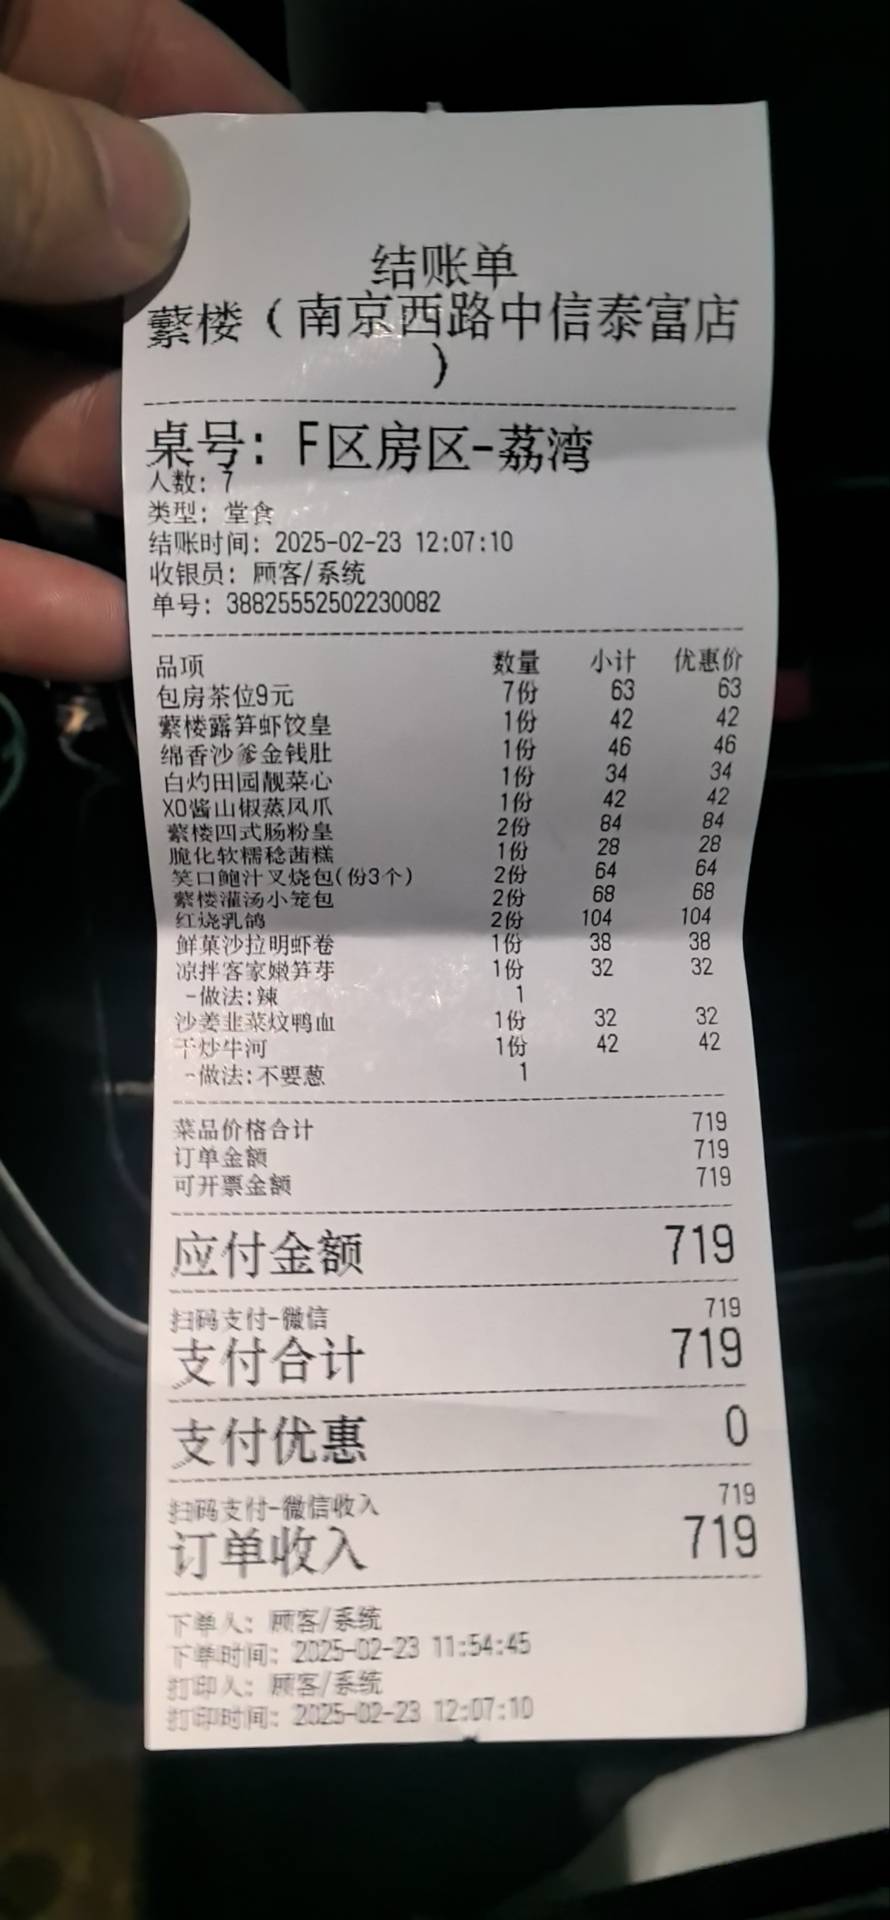 结账单
蘩楼（南京西路中信泰富店
）
桌号：F区房区-荔湾
人数：7
类型：堂食
结账时间：2025-02-23 12:07:10
收银员：顾客/系统
单号：38825552502230082
品项 数量 小计 优惠价
包房茶位9元 7份 63 63
蘩楼露笋虾饺皇 1份 42 42
绵香沙爹金钱肚 1份 46 46
白灼田园靓菜心 1份 34 34
XO酱山椒蒸凤爪 1份 42 42
蘩楼四式肠粉皇 2份 84 84
脆化软糯稔茜糕 1份 28 28
笑口鲍汁叉烧包(份3个) 2份 64 64
蘩楼灌汤小笼包 2份 68 68
红烧乳鸽 2份 104 104
鲜菓沙拉明虾卷 1份 38 38
凉拌客家嫩笋芽 1份 32 32
-做法:辣 1
沙姜韭菜炆鸭血 1份 32 32
干炒牛河 1份 42 42
-做法:不要葱 1
菜品价格合计 719
订单金额 719
可开票金额 719
应付金额 719
扫码支付-微信 719
支付合计 719
支付优惠 0
扫码支付-微信收入 719
订单收入 719
下单人：顾客/系统
下单时间：2025-02-23 11:54:45
打印人：顾客/系统
打印时间：2025-02-23 12:07:10